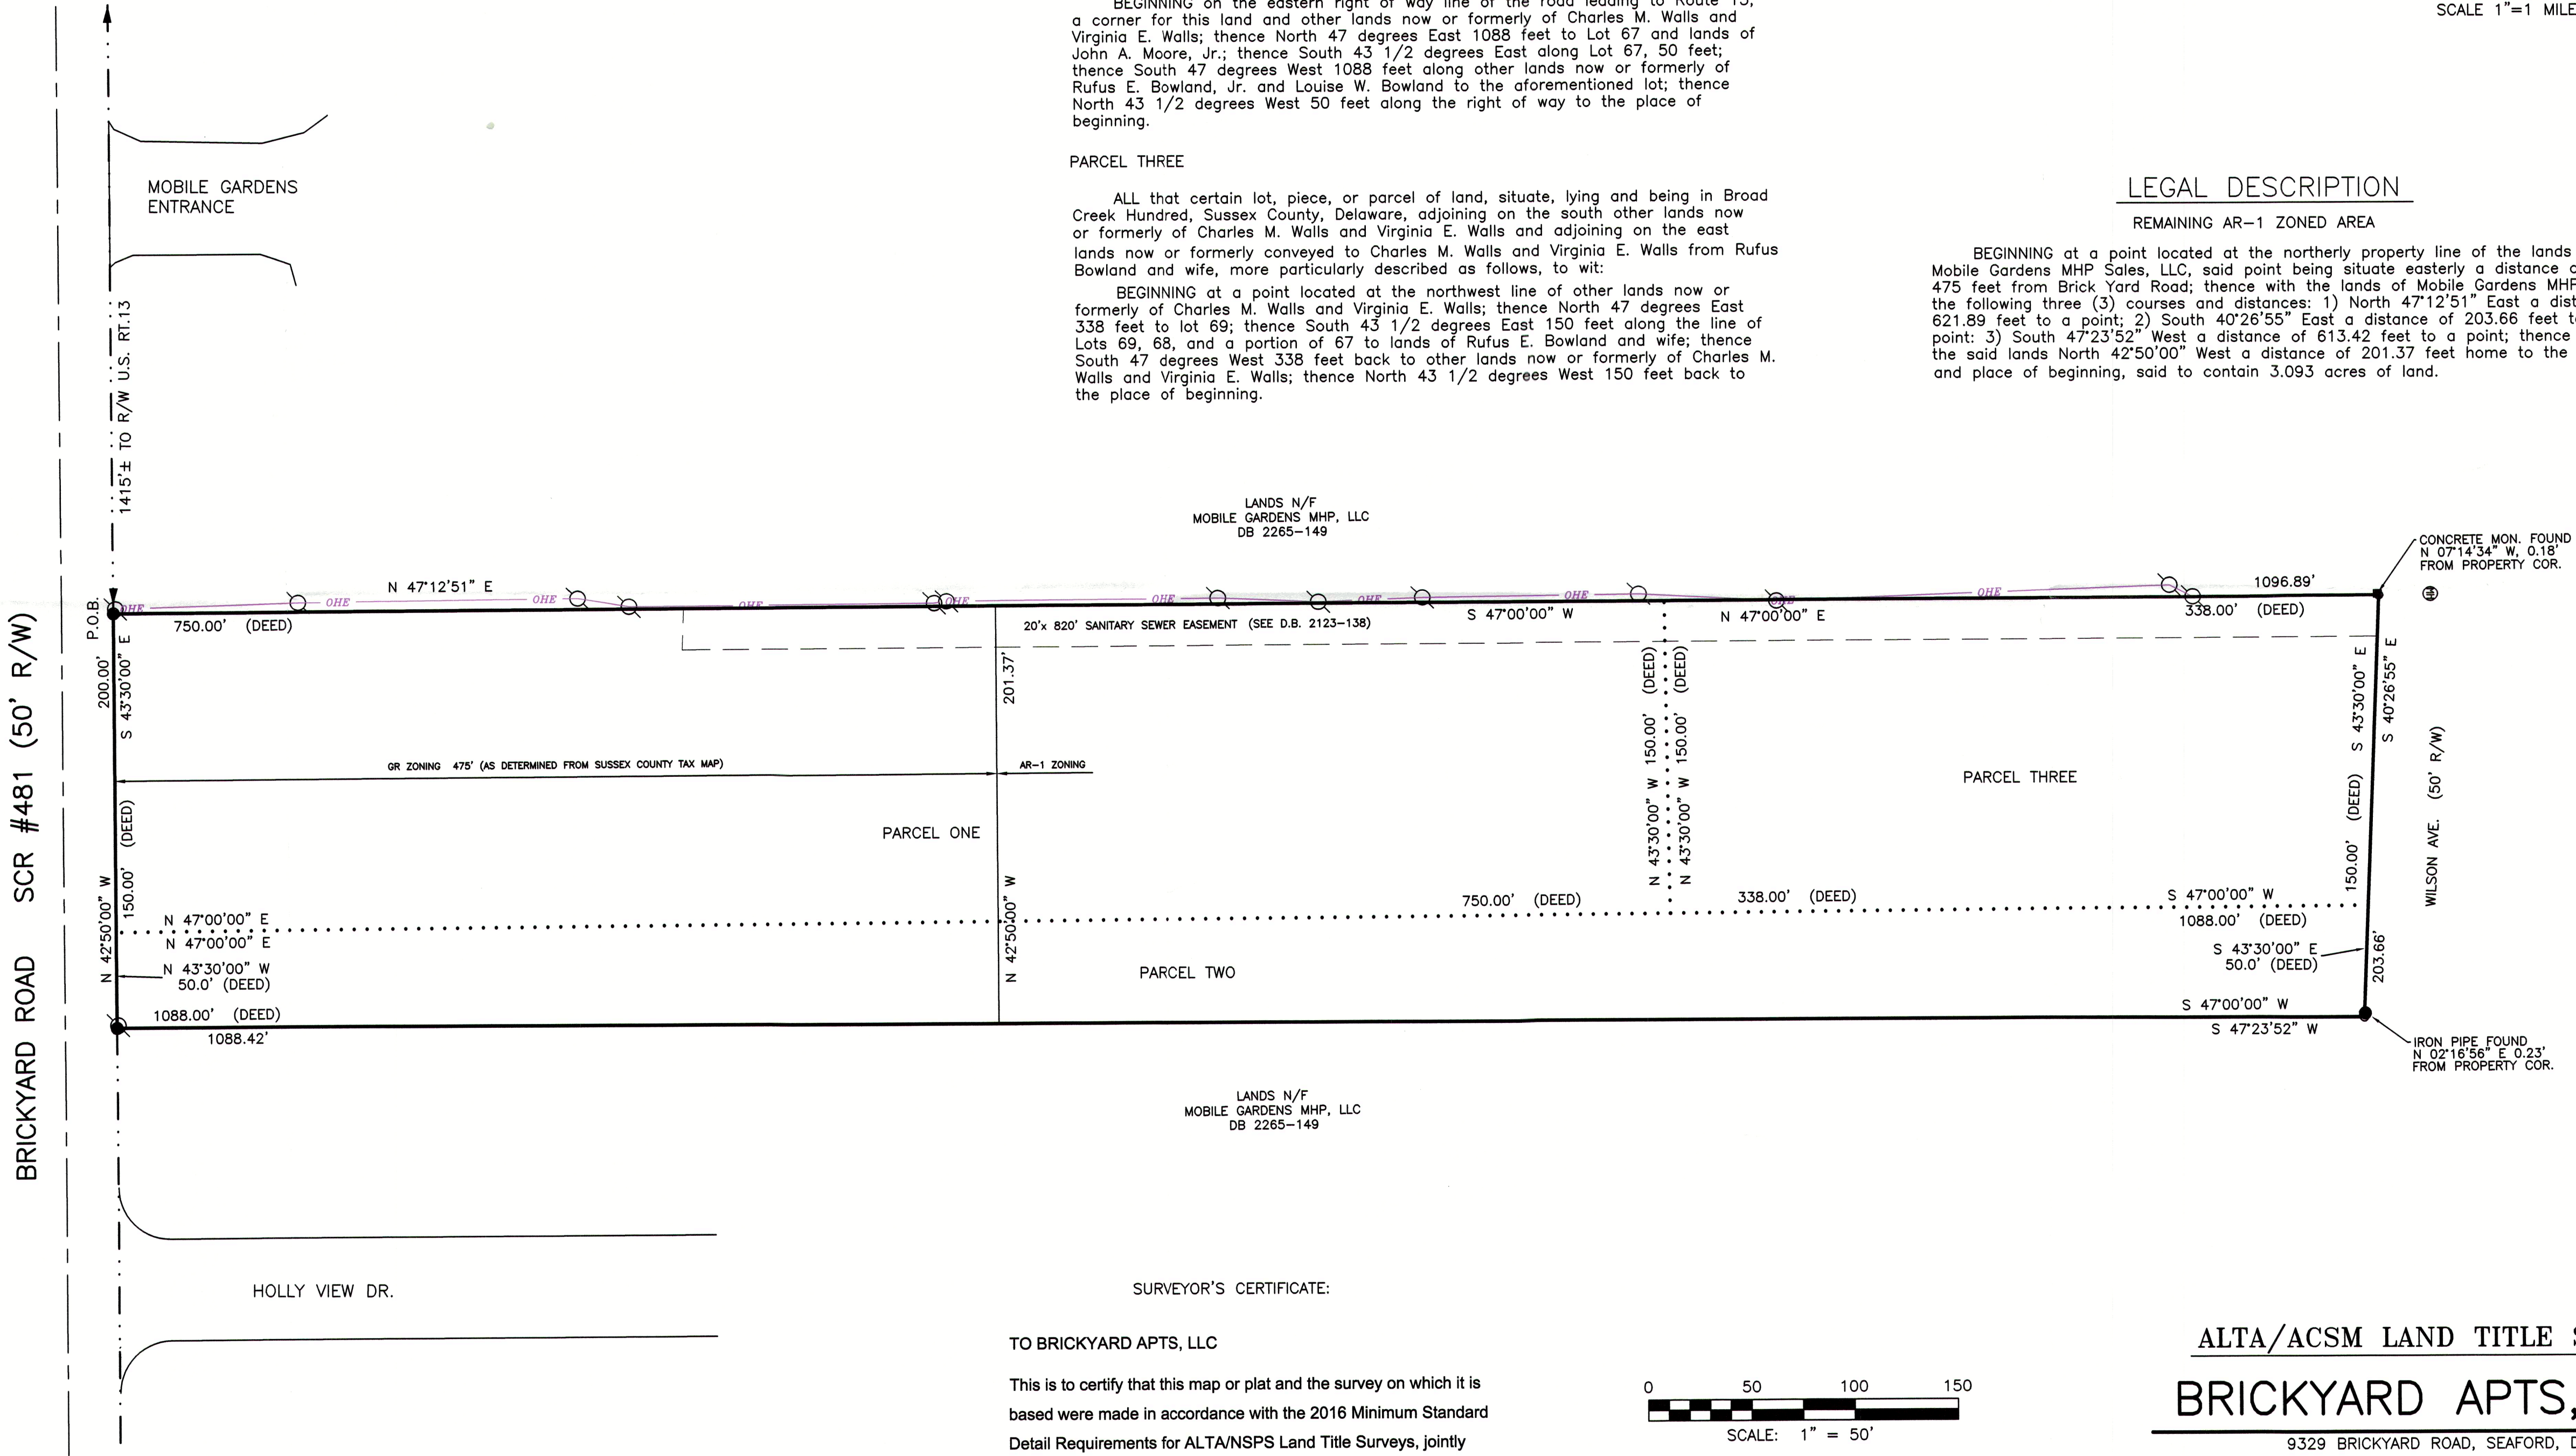 BEGINNING on the eastern right of way line of the road leading to Route 13,
a corner for this land and other lands now or formerly of Charles M. Walls and
Virginia E. Walls; thence North 47 degrees East 1088 feet to Lot 67 and lands of
John A. Moore, Jr.; thence South 43 1/2 degrees East along Lot 67, 50 feet;
thence South 47 degrees West 1088 feet along other lands now or formerly of
Rufus E. Bowland, Jr. and Louise W. Bowland to the aforementioned lot; thence
North 43 1/2 degrees West 50 feet along the right of way to the place of
beginning.
PARCEL THREE
ALL that certain lot, piece, or parcel of land, situate, lying and being in Broad
Creek Hundred, Sussex County, Delaware, adjoining on the south other lands now
or formerly of Charles M. Walls and Virginia E. Walls and adjoining on the east
lands now or formerly conveyed to Charles M. Walls and Virginia E. Walls from Rufus
Bowland and wife, more particularly described as follows, to wit:
BEGINNING at a point located at the northwest line of other lands now or
formerly of Charles M. Walls and Virginia E. Walls; thence North 47 degrees East
338 feet to lot 69; thence South 43 1/2 degrees East 150 feet along the line of
Lots 69, 68, and a portion of 67 to lands of Rufus E. Bowland and wife; thence
South 47 degrees West 338 feet back to other lands now or formerly of Charles M.
Walls and Virginia E. Walls; thence North 43 1/2 degrees West 150 feet back to
the place of beginning.
SCALE 1"=1 MILE
LEGAL DESCRIPTION
REMAINING AR-1 ZONED AREA
BEGINNING at a point located at the northerly property line of the lands
Mobile Gardens MHP Sales, LLC, said point being situate easterly a distance
475 feet from Brick Yard Road; thence with the lands of Mobile Gardens MHP
the following three (3) courses and distances: 1) North 47°12'51" East a
621.89 feet to a point; 2) South 40°26'55" East a distance of 203.66 feet
point: 3) South 47°23'52" West a distance of 613.42 feet to a point; thence
the said lands North 42°50'00" West a distance of 201.37 feet home to the
and place of beginning, said to contain 3.093 acres of land.
MOBILE GARDENS
ENTRANCE
1415'± TO R/W U.S. RT.13
LANDS N/F
MOBILE GARDENS MHP, LLC
DB 2265-149
CONCRETE MON. FOUND
N 07°14'34" W, 0.18'
FROM PROPERTY COR.
P.O.B.
N 47°12'51" E
1096.89'
OHE
OHE
OHE
OHE
OHE
OHE
OHE
OHE
OHE
OHE
750.00' (DEED)
20'x 820' SANITARY SEWER EASEMENT (SEE D.B. 2123-138)
S 47°00'00" W
N 47°00'00" E
338.00' (DEED)
200.00'
S 43°30'00" E
150.00' (DEED)
N 42°50'00" W
201.37'
N 42°50'00" W
N 43°30'00" W 150.00' (DEED)
N 43°30'00" W 150.00' (DEED)
150.00' (DEED) S 43°30'00" E
S 40°26'55" E
203.66'
GR ZONING 475' (AS DETERMINED FROM SUSSEX COUNTY TAX MAP)
AR-1 ZONING
PARCEL ONE
PARCEL THREE
WILSON AVE. (50' R/W)
BRICKYARD ROAD SCR #481 (50' R/W)
N 47°00'00" E
750.00' (DEED)
338.00' (DEED)
S 47°00'00" W
N 47°00'00" E
1088.00' (DEED)
N 43°30'00" W
50.0' (DEED)
PARCEL TWO
S 43°30'00" E
50.0' (DEED)
1088.00' (DEED)
S 47°00'00" W
1088.42'
S 47°23'52" W
IRON PIPE FOUND
N 02°16'56" E 0.23'
FROM PROPERTY COR.
LANDS N/F
MOBILE GARDENS MHP, LLC
DB 2265-149
HOLLY VIEW DR.
SURVEYOR'S CERTIFICATE:
TO BRICKYARD APTS, LLC
This is to certify that this map or plat and the survey on which it is
based were made in accordance with the 2016 Minimum Standard
Detail Requirements for ALTA/NSPS Land Title Surveys, jointly
0 50 100 150
SCALE: 1" = 50'
ALTA/ACSM LAND TITLE
BRICKYARD APTS,
9329 BRICKYARD ROAD, SEAFORD,